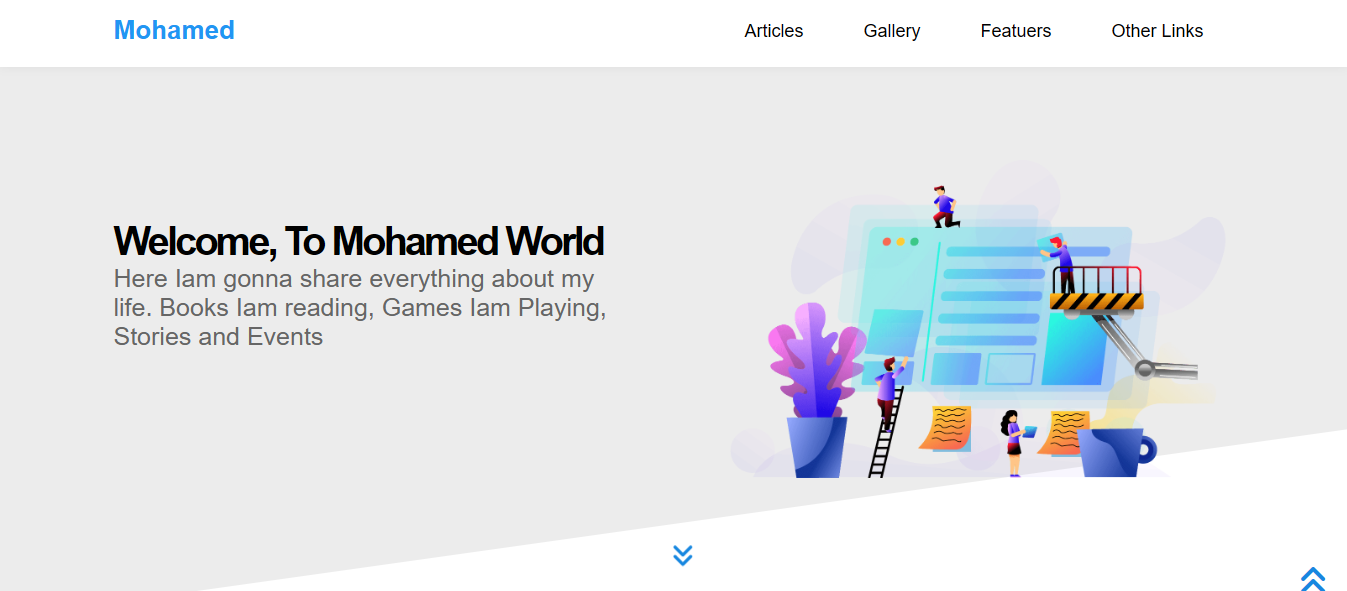 Mohamed
Articles
Gallery
Featuers
Other Links
Welcome, To Mohamed World
Here Iam gonna share everything about my
life. Books Iam reading, Games Iam Playing,
Stories and Events